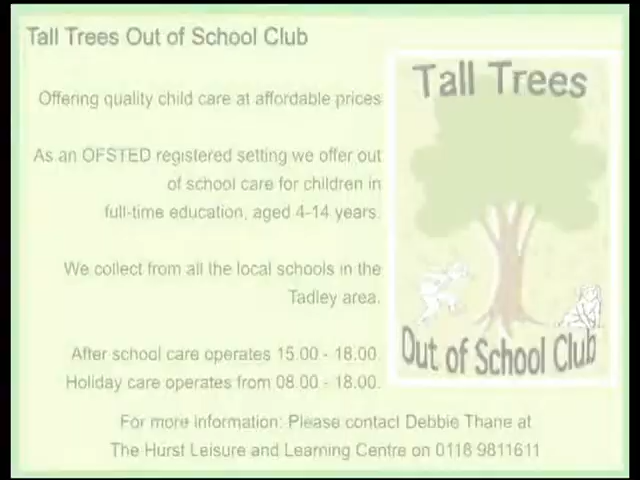 Tall Trees Out of School Club
Offering quality child care at affordable prices
As an OFSTED registered setting we offer out
of school care for children in
full-time education, aged 4-14 years.
We collect from all the local schools in the
Tadley area.
After school care operates 15.00 - 18.00.
Holiday care operates from 08.00 - 18.00.
For more information: Please contact Debbie Thane at
The Hurst Leisure and Learning Centre on 0118 9811611
Tall Trees
Out of School Club